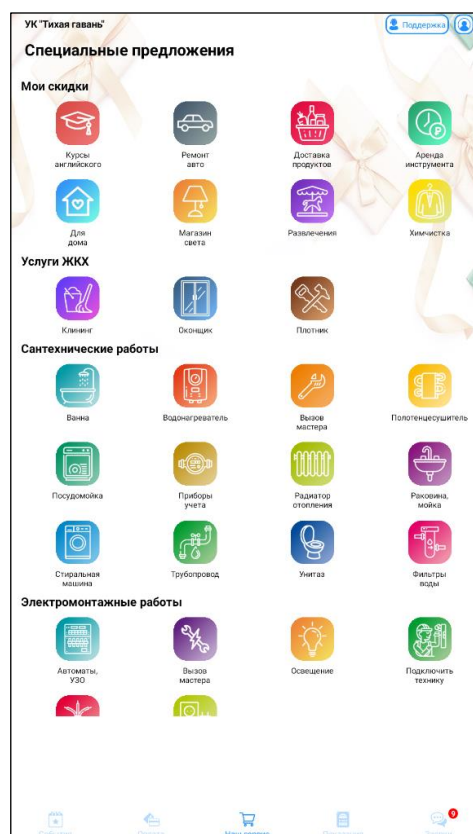 УК "Тихая гавань"
Поддержка
Специальные предложения
Мои скидки
Курсы
английского
Ремонт
авто
Доставка
продуктов
Аренда
инструмента
Для
дома
Магазин
света
Развлечения
Химчистка
Услуги ЖКХ
Клининг
Оконщик
Плотник
Сантехнические работы
Ванна
Водонагреватель
Вызов
мастера
Полотенцесушитель
Посудомойка
Приборы
учета
Радиатор
отопления
Раковина,
мойка
Стиральная
машина
Трубопровод
Унитаз
Фильтры
воды
Электромонтажные работы
Автоматы,
УЗО
Вызов
мастера
Освещение
Подключить
технику
9